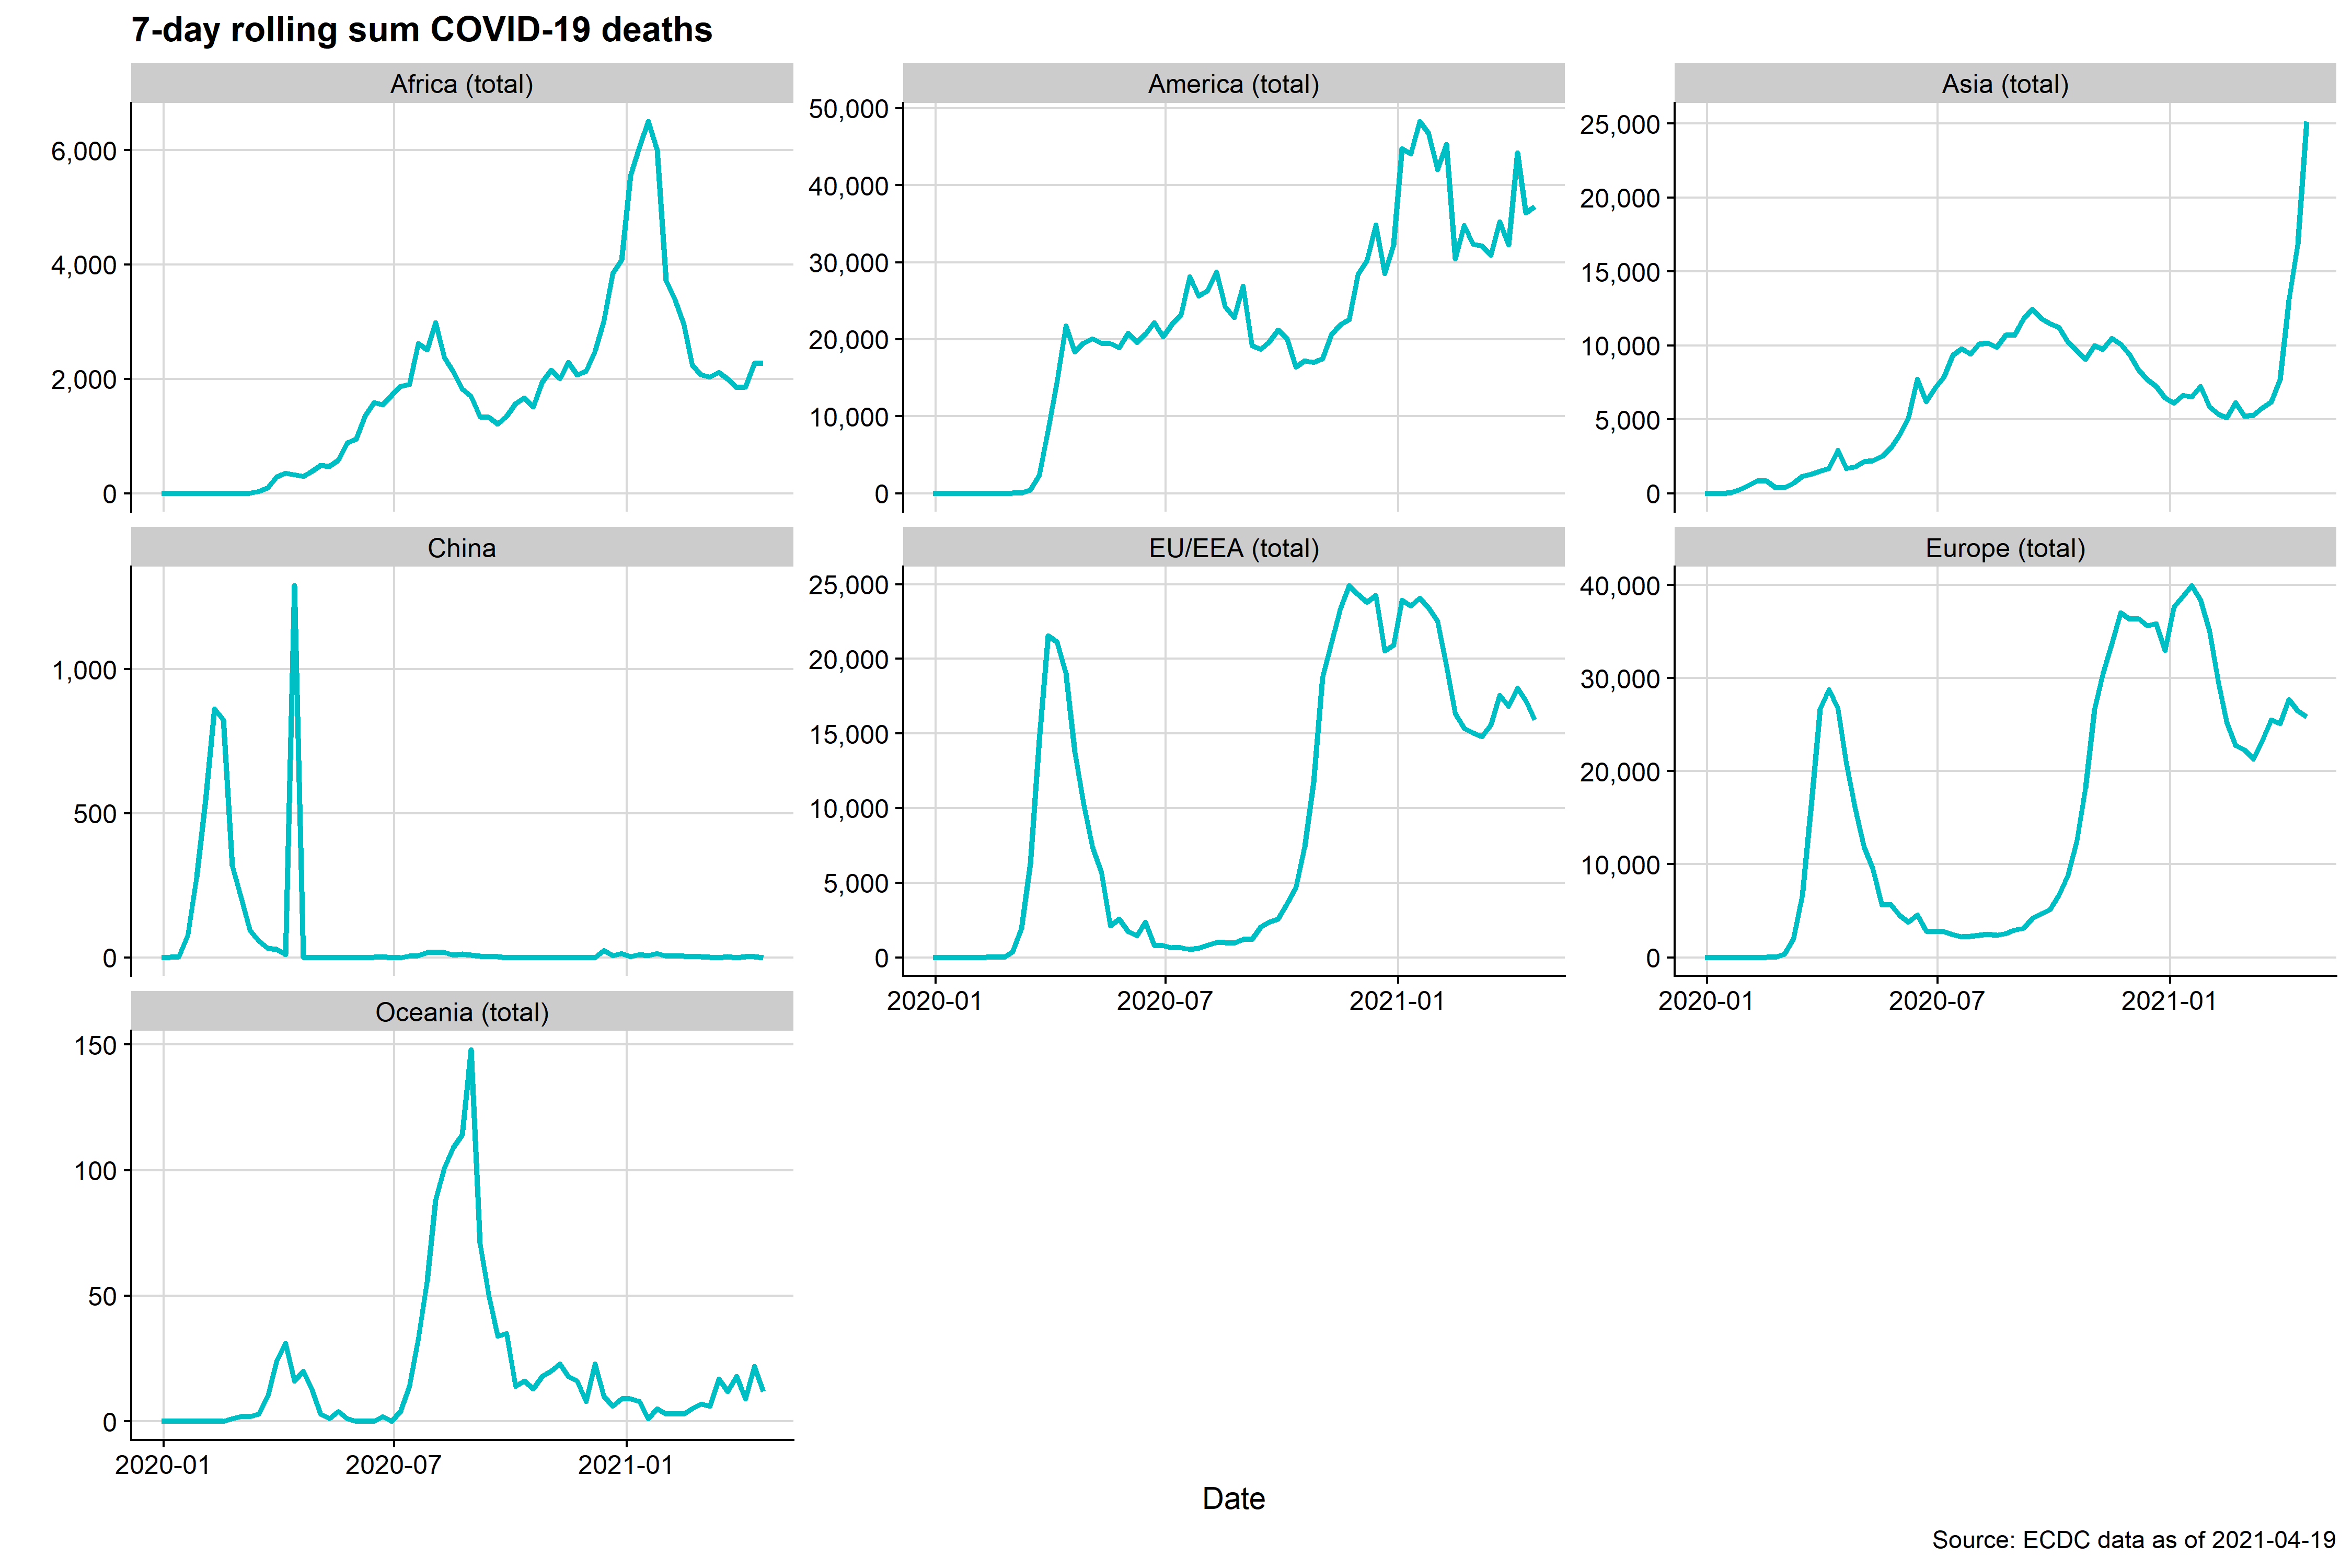 7-day rolling sum COVID-19 deaths
Africa (total)
6,000
4,000
2,000
0
America (total)
50,000
40,000
30,000
20,000
10,000
0
Asia (total)
25,000
20,000
15,000
10,000
5,000
0
China
1,000
500
0
EU/EEA (total)
25,000
20,000
15,000
10,000
5,000
0
2020-01 2020-07 2021-01
Europe (total)
40,000
30,000
20,000
10,000
0
2020-01 2020-07 2021-01
Oceania (total)
150
100
50
0
2020-01 2020-07 2021-01
Date
Source: ECDC data as of 2021-04-19